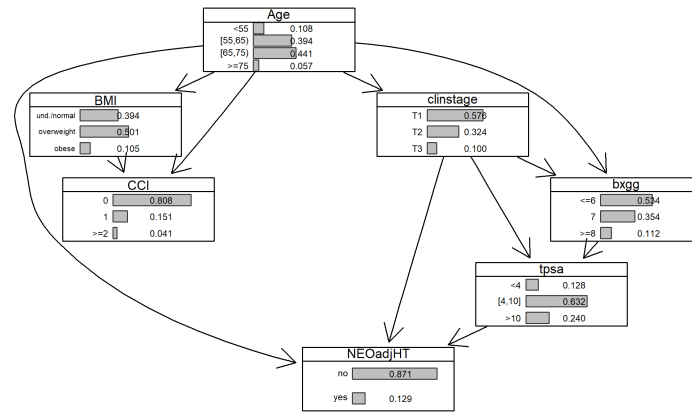 Age
<55 0.108
[55,65) 0.394
[65,75) 0.441
>=75 0.057
BMI
und./normal 0.394
overweight 0.501
obese 0.105
clinstage
T1 0.576
T2 0.324
T3 0.100
CCI
0 0.808
1 0.151
>=2 0.041
bxgg
<=6 0.534
7 0.354
>=8 0.112
tpsa
<4 0.128
[4,10] 0.632
>10 0.240
NEOadjHT
no 0.871
yes 0.129